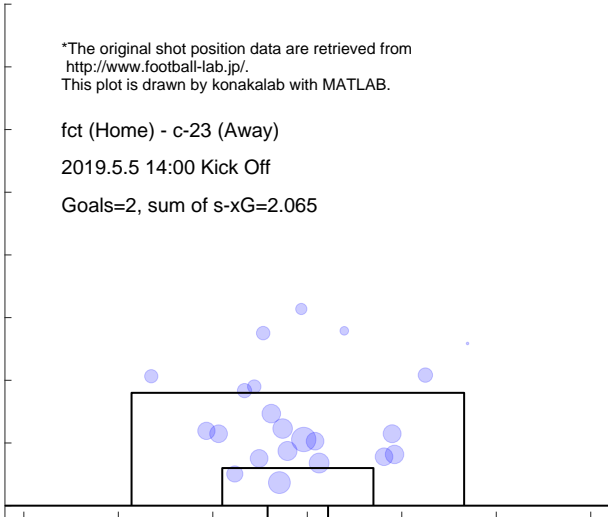 *The original shot position data are retrieved from
http://www.football-lab.jp/.
This plot is drawn by konakalab with MATLAB.
fct (Home) - c-23 (Away)
2019.5.5 14:00 Kick Off
Goals=2, sum of s-xG=2.065